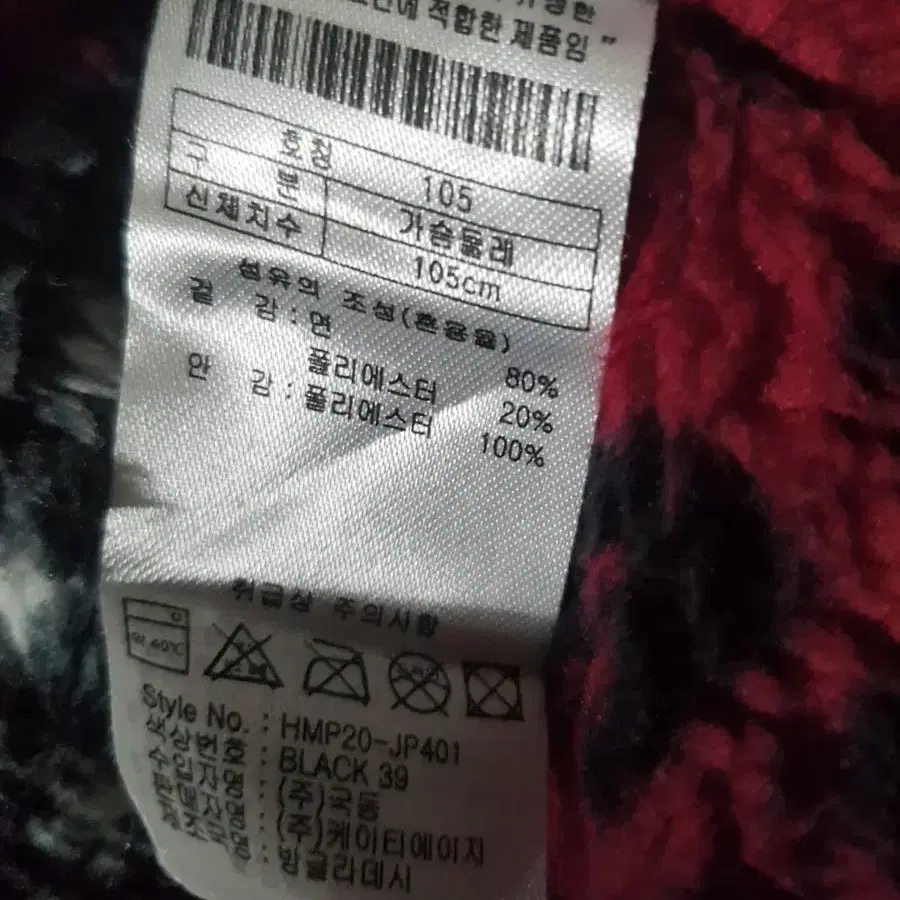 적합한 제품임 "
호칭 105
구 분 가슴둘레
신체치수 105cm
섬유의 조성(혼용율)
겉 감 : 면 80%
폴리에스터 20%
안 감 : 폴리에스터 100%
취급상 주의사항
Style No. : HMP20-JP401
색상번호 : BLACK 39
수입자명 : (주)굿돔
판매자명 : (주)케이티에이지
제조국명 : 방글라데시